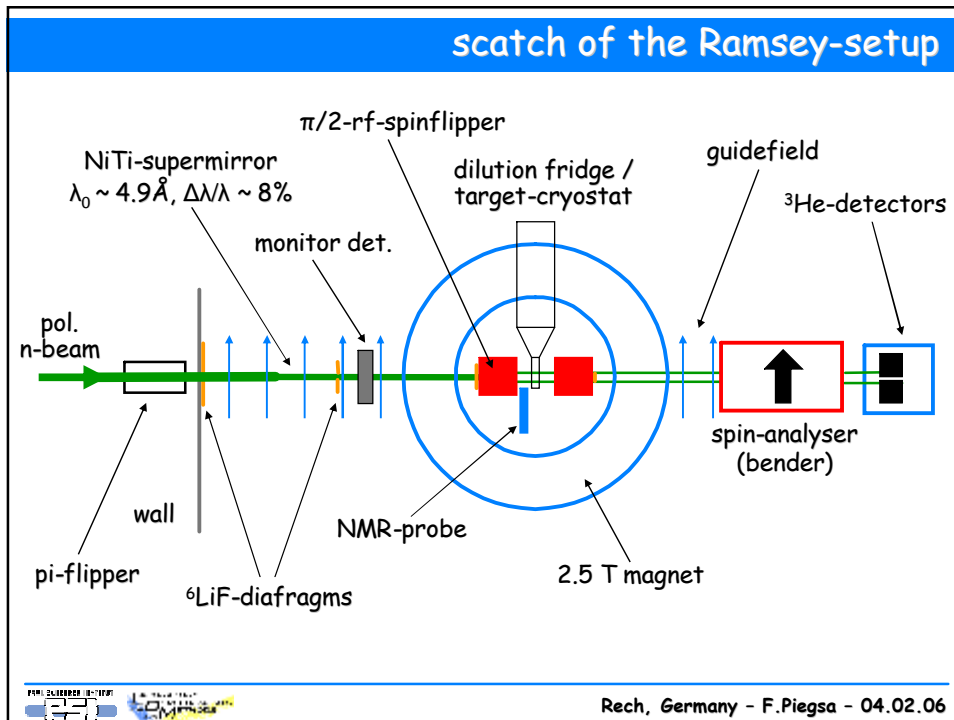 scatch of the Ramsey-setup
π/2-rf-spinflipper
NiTi-supermirror
λ₀ ~ 4.9Å, Δλ/λ ~ 8%
dilution fridge /
target-cryostat
guidefield
³He-detectors
monitor det.
pol.
n-beam
spin-analyser
(bender)
wall
NMR-probe
pi-flipper
⁶LiF-diafragms
2.5 T magnet
Rech, Germany – F.Piegsa – 04.02.06